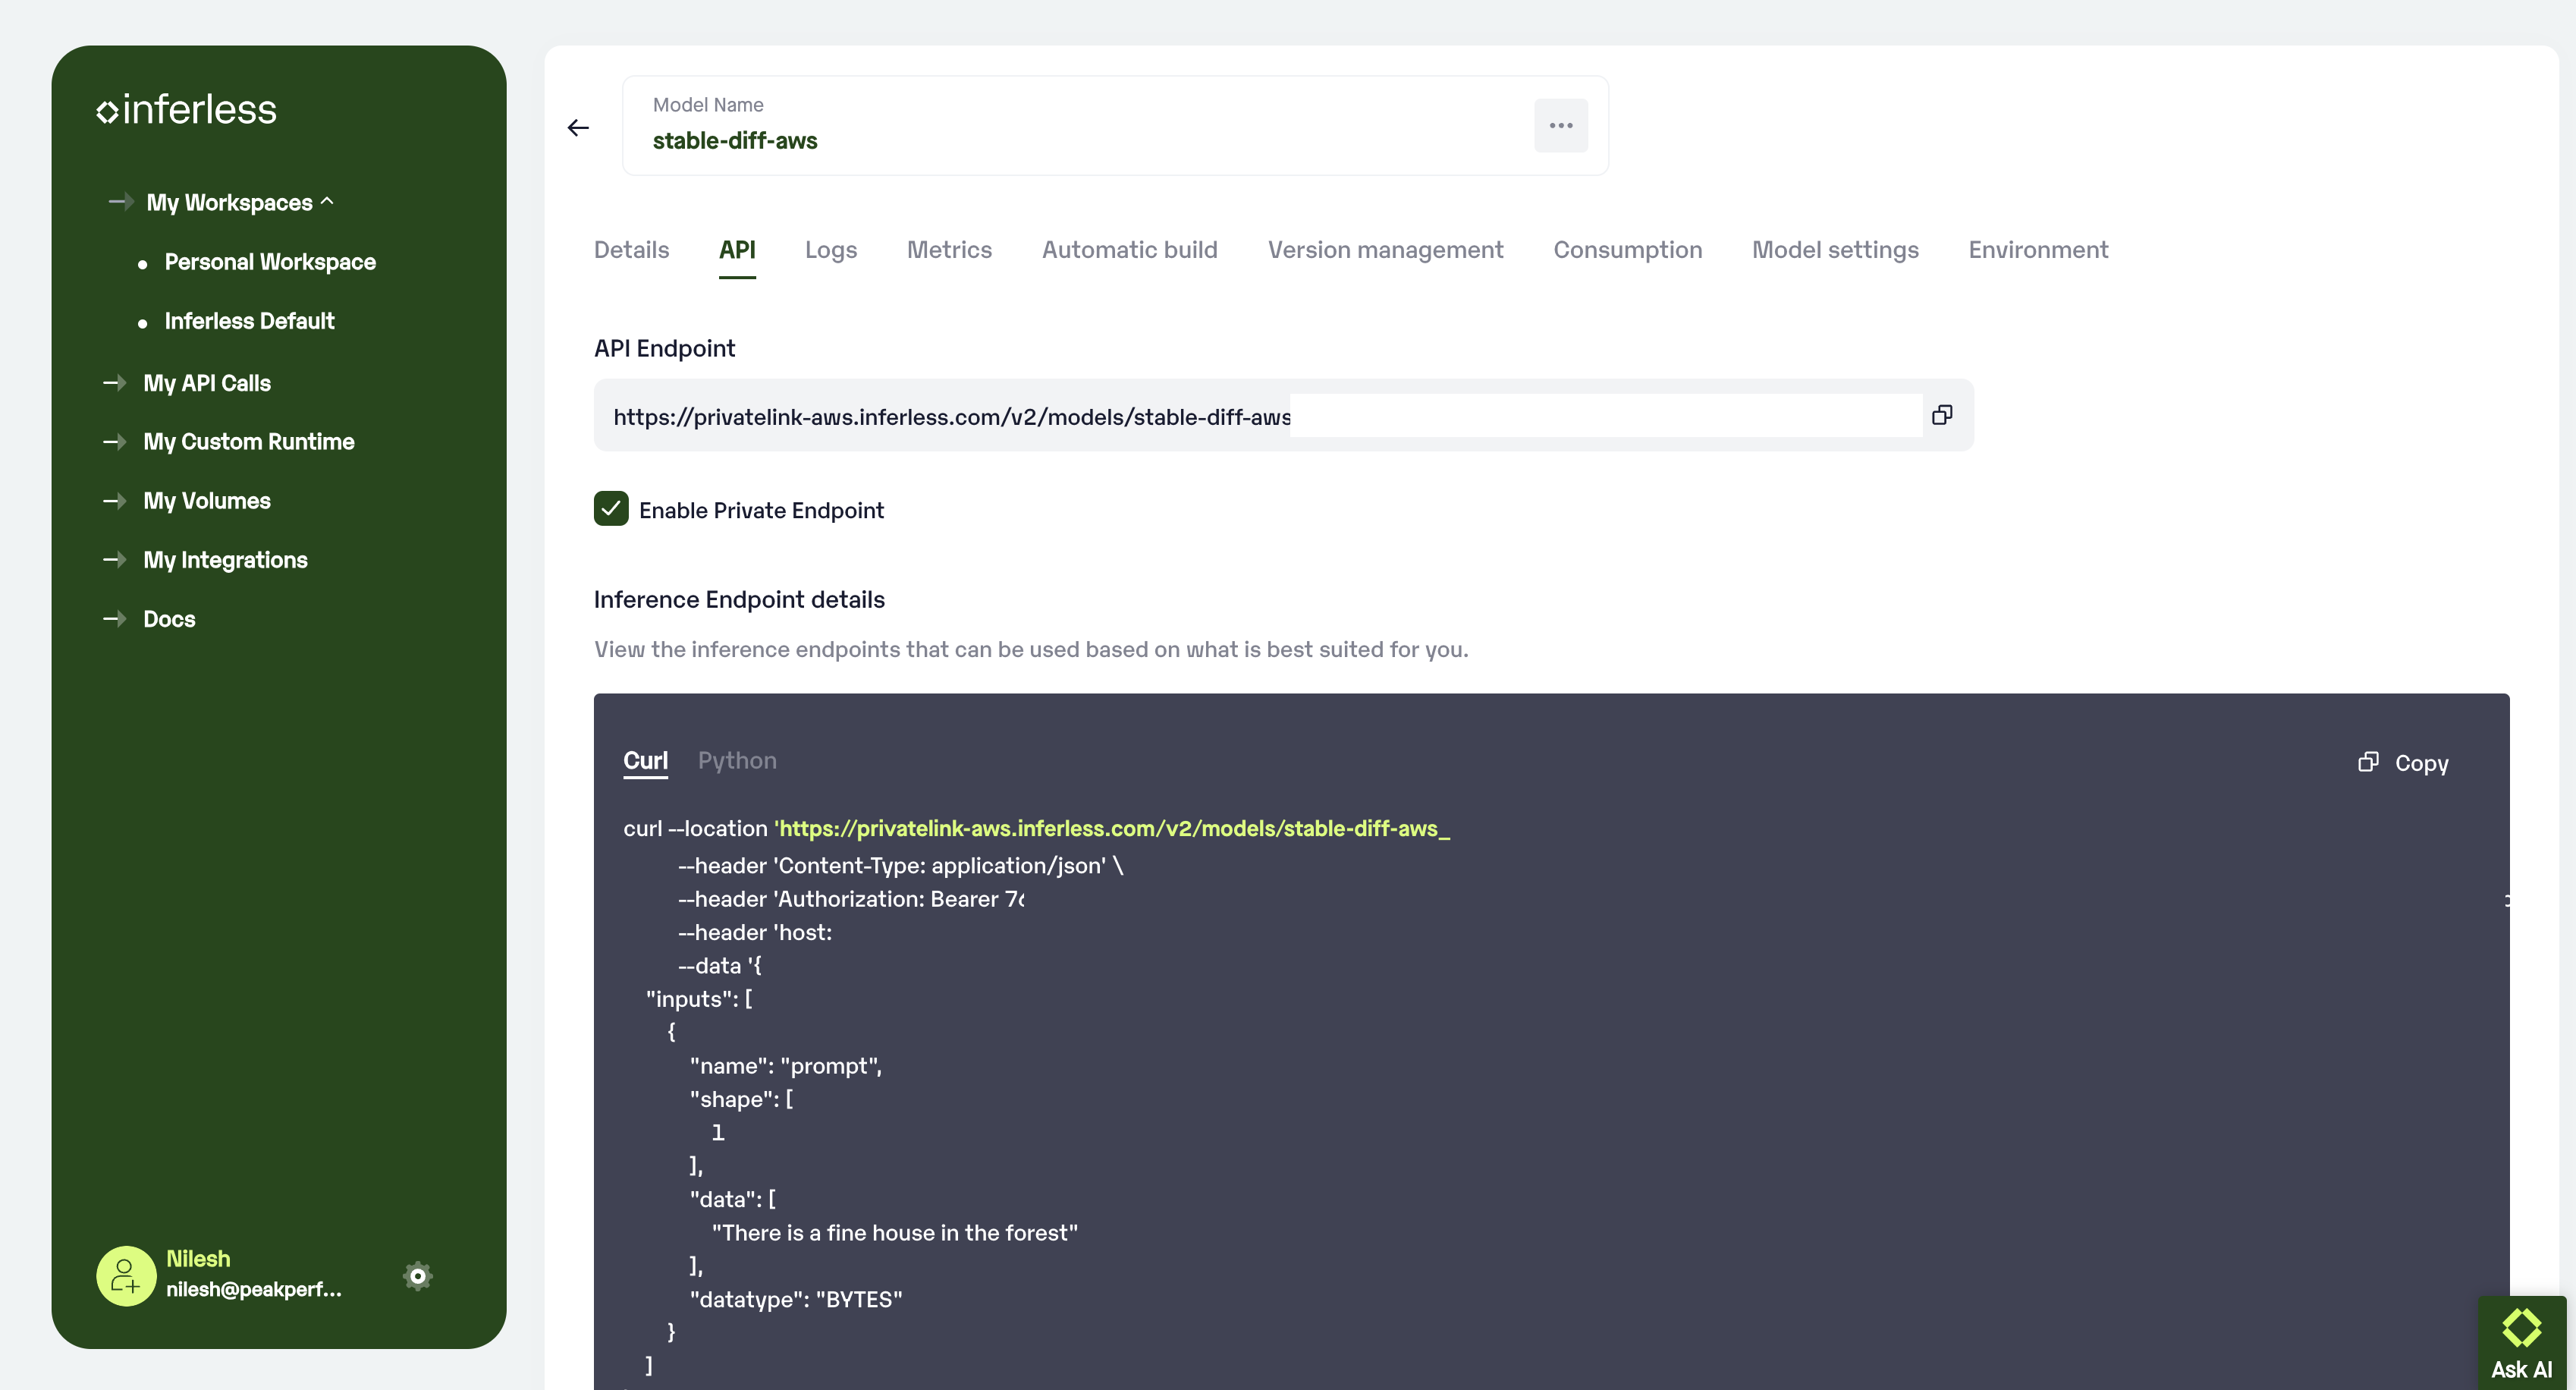 inferless
My Workspaces
Personal Workspace
Inferless Default
My API Calls
My Custom Runtime
My Volumes
My Integrations
Docs
Nilesh
nilesh@peakperf...
Model Name
stable-diff-aws
Details API Logs Metrics Automatic build Version management Consumption Model settings Environment
API Endpoint
https://privatelink-aws.inferless.com/v2/models/stable-diff-aws
Enable Private Endpoint
Inference Endpoint details
View the inference endpoints that can be used based on what is best suited for you.
Curl Python Copy
curl --location 'https://privatelink-aws.inferless.com/v2/models/stable-diff-aws_
--header 'Content-Type: application/json' \
--header 'Authorization: Bearer 7
--header 'host:
--data '{
"inputs": [
{
"name": "prompt",
"shape": [
1
],
"data": [
"There is a fine house in the forest"
],
"datatype": "BYTES"
}
]
Ask AI